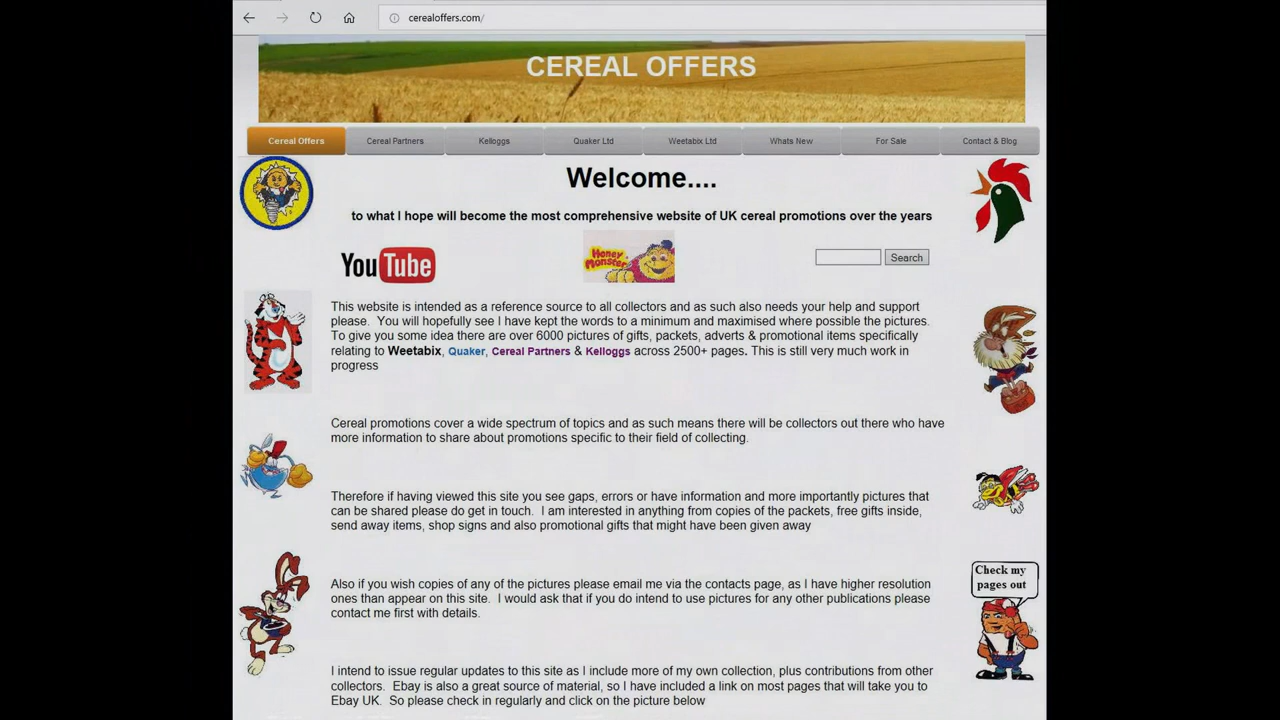 cerealoffers.com/
CEREAL OFFERS
Cereal Offers
Cereal Partners
Kelloggs
Quaker Ltd
Weetabix Ltd
Whats New
For Sale
Contact & Blog
Welcome....
to what I hope will become the most comprehensive website of UK cereal promotions over the years
YouTube
Honey
Monster
Search
This website is intended as a reference source to all collectors and as such also needs your help and support
please. You will hopefully see I have kept the words to a minimum and maximised where possible the pictures.
To give you some idea there are over 6000 pictures of gifts, packets, adverts & promotional items specifically
relating to Weetabix, Quaker, Cereal Partners & Kelloggs across 2500+ pages. This is still very much work in
progress
Cereal promotions cover a wide spectrum of topics and as such means there will be collectors out there who have
more information to share about promotions specific to their field of collecting.
Therefore if having viewed this site you see gaps, errors or have information and more importantly pictures that
can be shared please do get in touch. I am interested in anything from copies of the packets, free gifts inside,
send away items, shop signs and also promotional gifts that might have been given away
Check my
pages out
Also if you wish copies of any of the pictures please email me via the contacts page, as I have higher resolution
ones than appear on this site. I would ask that if you do intend to use pictures for any other publications please
contact me first with details.
I intend to issue regular updates to this site as I include more of my own collection, plus contributions from other
collectors. Ebay is also a great source of material, so I have included a link on most pages that will take you to
Ebay UK. So please check in regularly and click on the picture below